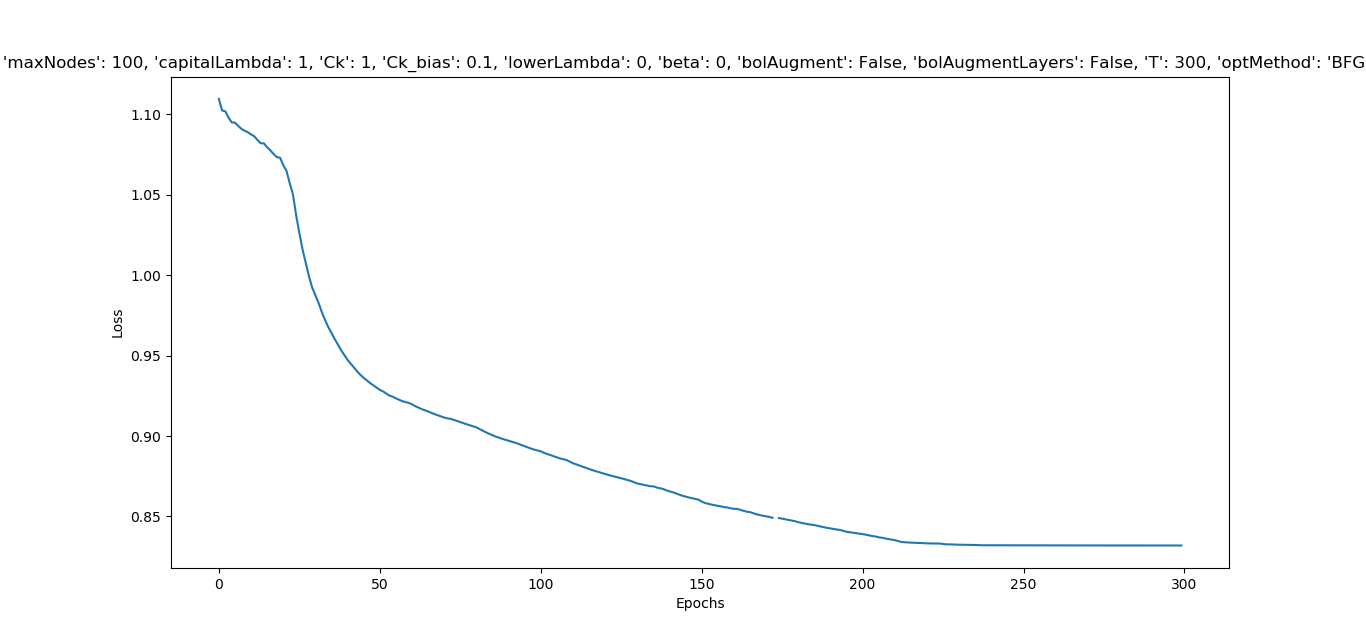 'maxNodes': 100, 'capitalLambda': 1, 'Ck': 1, 'Ck_bias': 0.1, 'lowerLambda': 0, 'beta': 0, 'bolAugment': False, 'bolAugmentLayers': False, 'T': 300, 'optMethod': 'BFG
1.10
1.05
1.00
0.95
0.90
0.85
Loss
0 50 100 150 200 250 300
Epochs